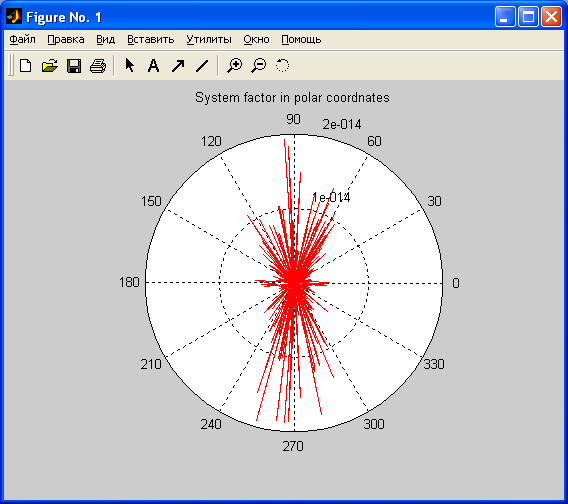 Figure No. 1
Файл Правка Вид Вставить Утилиты Окно Помощь
A
System factor in polar coordnates
90
2e-014
120
60
1e-014
150
30
180
0
210
330
240
300
270